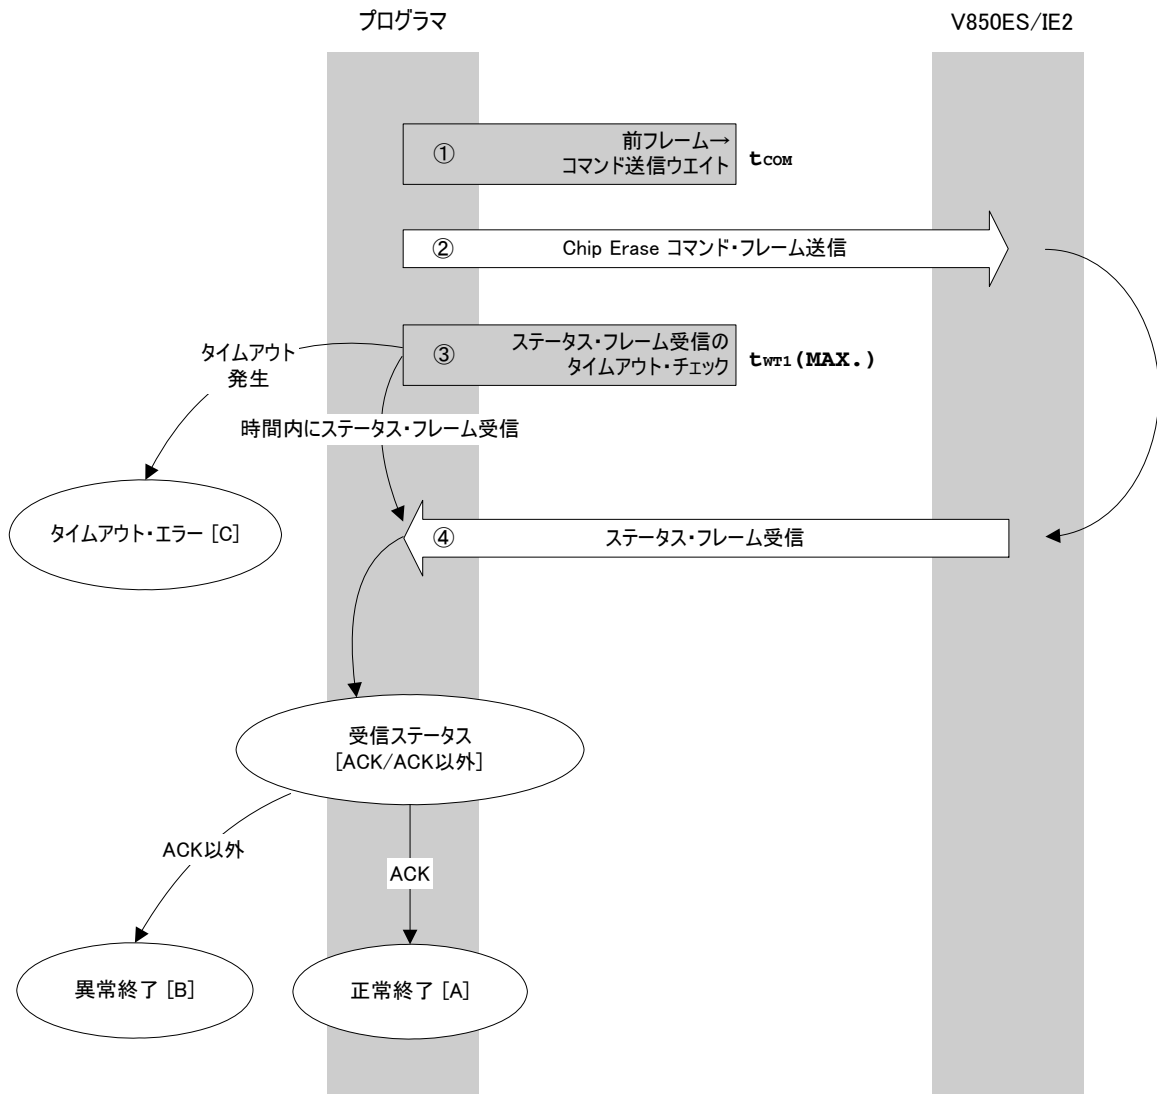 プログラマ
V850ES/IE2
①
前フレーム→
コマンド送信ウエイト
tCOM
②
Chip Erase コマンド・フレーム送信
③
ステータス・フレーム受信の
タイムアウト・チェック
tWT1(MAX.)
タイムアウト
発生
時間内にステータス・フレーム受信
タイムアウト・エラー [C]
④
ステータス・フレーム受信
受信ステータス
[ACK/ACK以外]
ACK以外
ACK
異常終了 [B]
正常終了 [A]